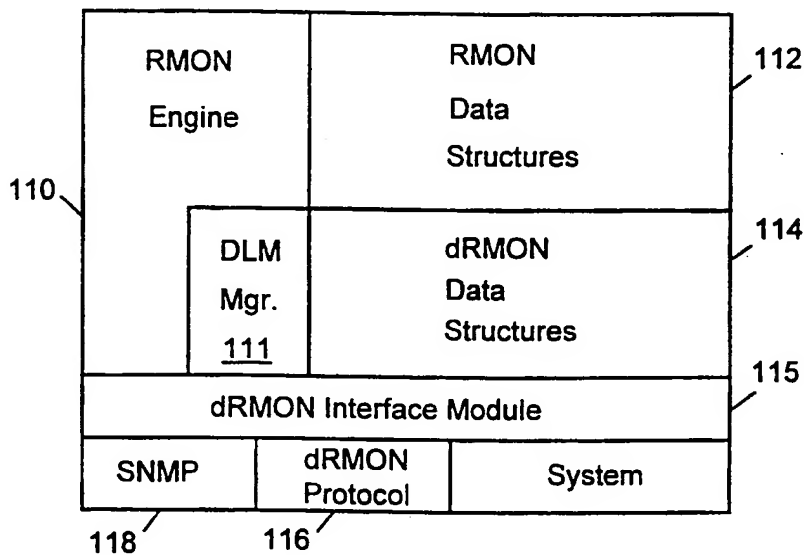 RMON
Engine
RMON
Data
Structures
112
110
DLM
Mgr.
111
dRMON
Data
Structures
114
115
dRMON Interface Module
SNMP
dRMON
Protocol
System
118
116